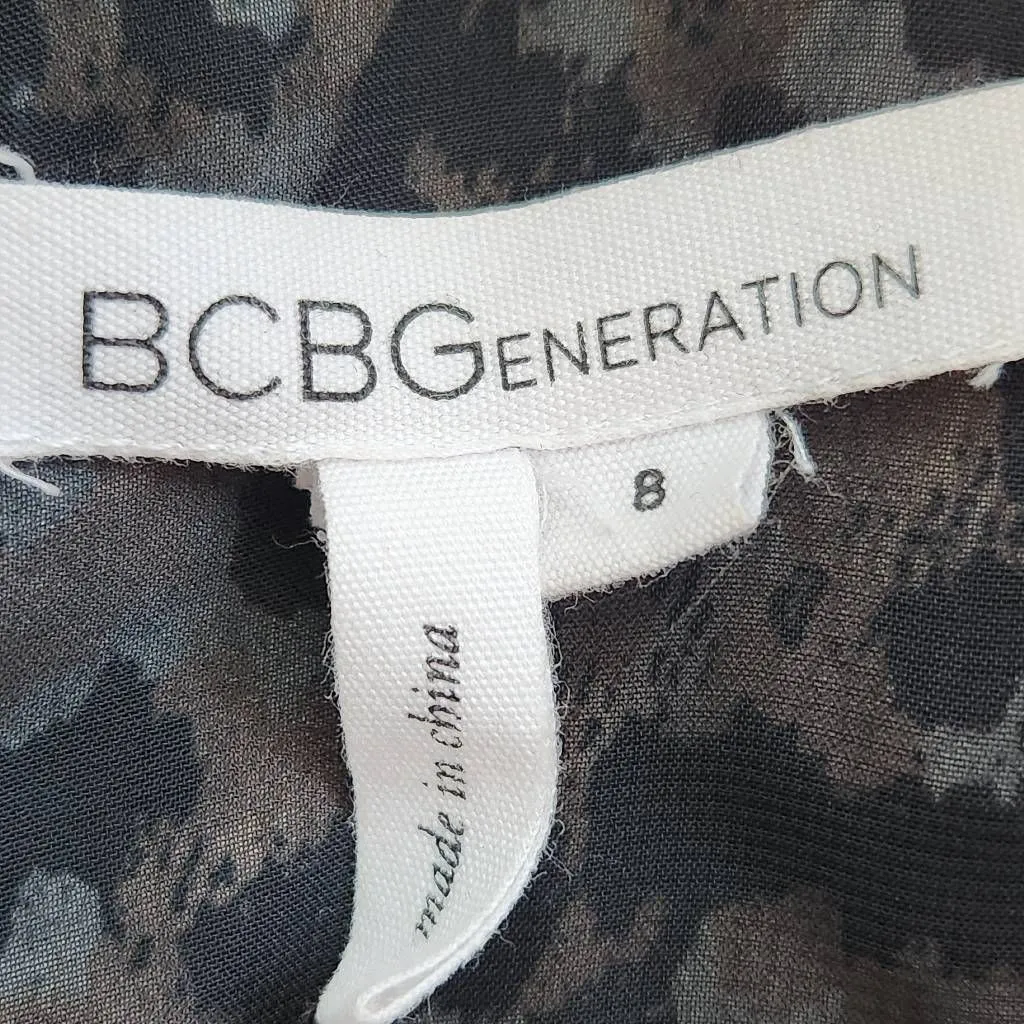 BCBGENERATION
8
made in china